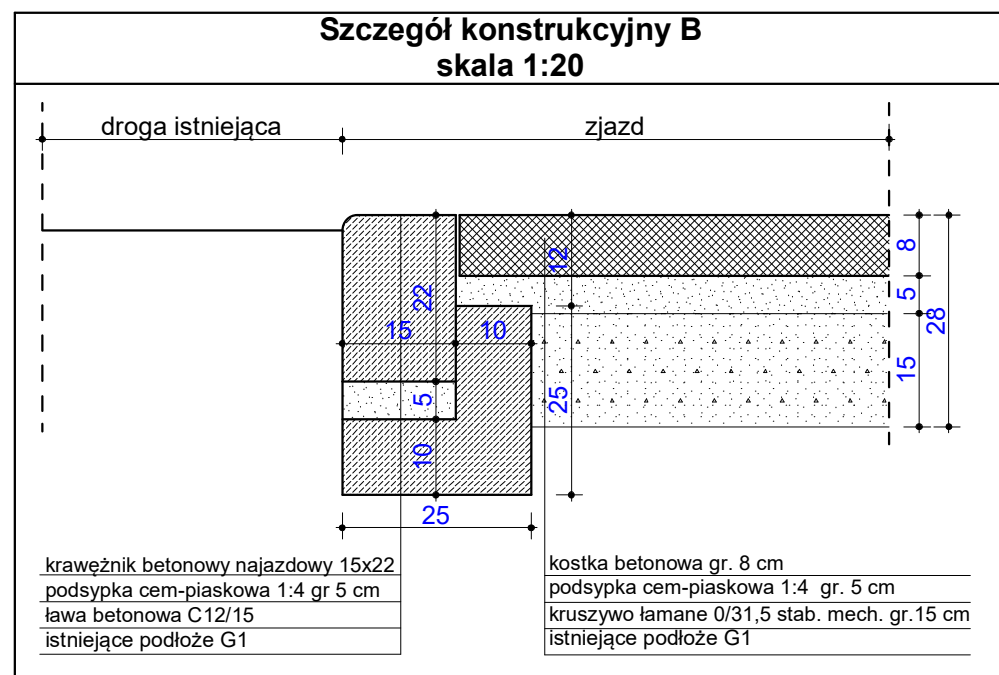 Szczegół konstrukcyjny B
skala 1:20
droga istniejąca
zjazd
12
8
22
5
28
15
10
15
5
25
10
25
krawężnik betonowy najazdowy 15x22
podsypka cem-piaskowa 1:4 gr 5 cm
ława betonowa C12/15
istniejące podłoże G1
kostka betonowa gr. 8 cm
podsypka cem-piaskowa 1:4 gr. 5 cm
kruszywo łamane 0/31,5 stab. mech. gr.15 cm
istniejące podłoże G1